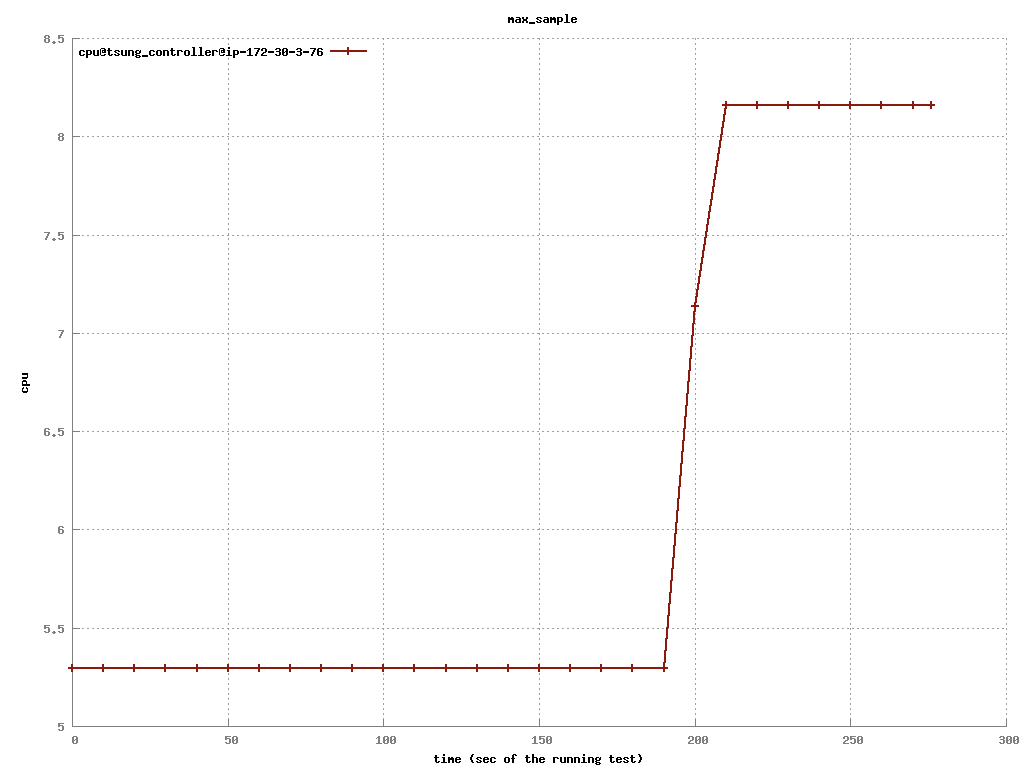 max_sample
cpu@tsung_controller@ip-172-30-3-76
8.5
8
7.5
7
6.5
6
5.5
5
cpu
0 50 100 150 200 250 300
time (sec of the running test)